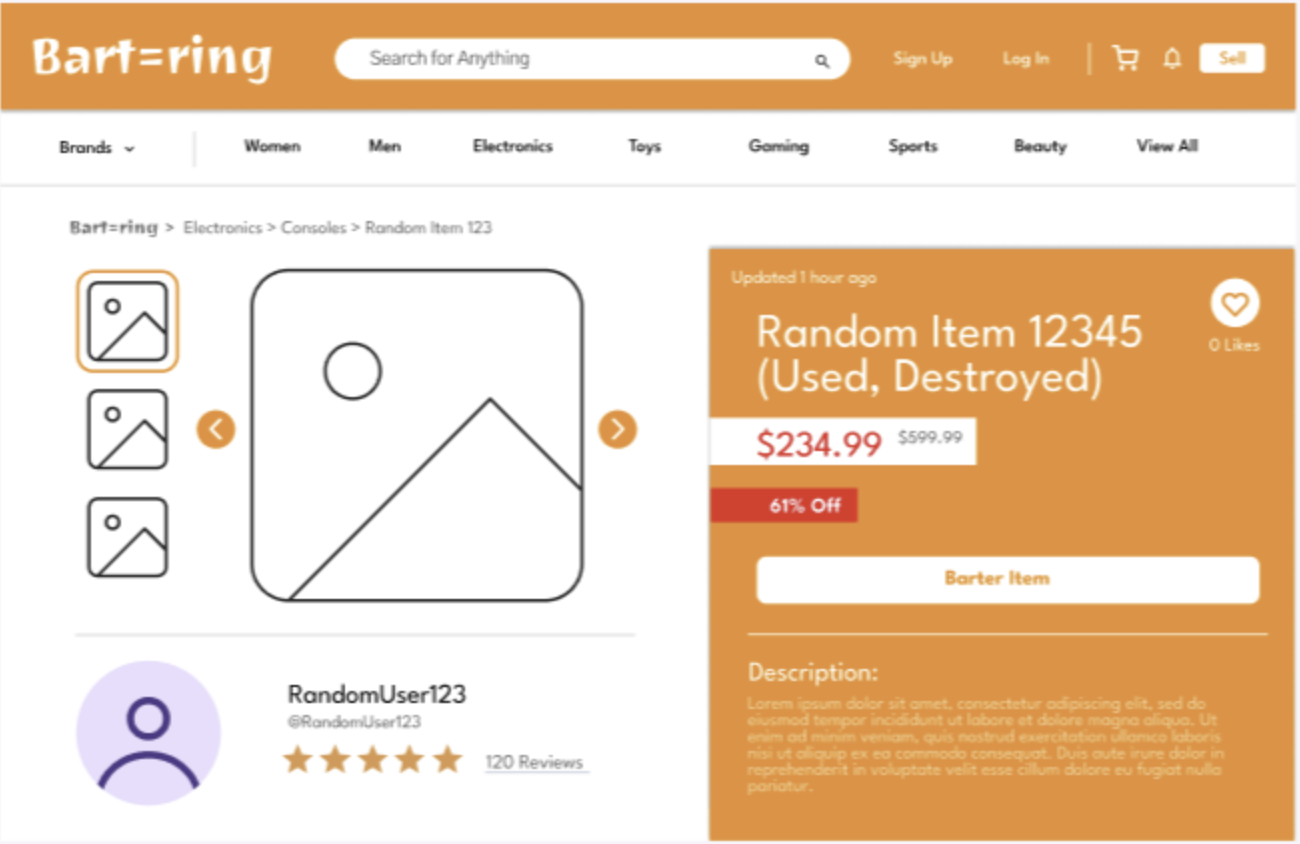 Bart=ring
Search for Anything
Sign Up
Log In
Sell
Brands
Women
Men
Electronics
Toys
Gaming
Sports
Beauty
View All
Bart=ring > Electronics > Consoles > Random Item 123
Updated 1 hour ago
0 Likes
Random Item 12345
(Used, Destroyed)
$234.99 $599.99
61% Off
Barter Item
Description:
Lorem ipsum dolor sit amet, consectetur adipiscing elit, sed do
eiusmod tempor incididunt ut labore et dolore magna aliqua. Ut
enim ad minim veniam, quis nostrud exercitation ullamco laboris
nisi ut aliquip ex ea commodo consequat. Duis aute irure dolor in
reprehenderit in voluptate velit esse cillum dolore eu fugiat nulla
pariatur.
RandomUser123
@RandomUser123
120 Reviews